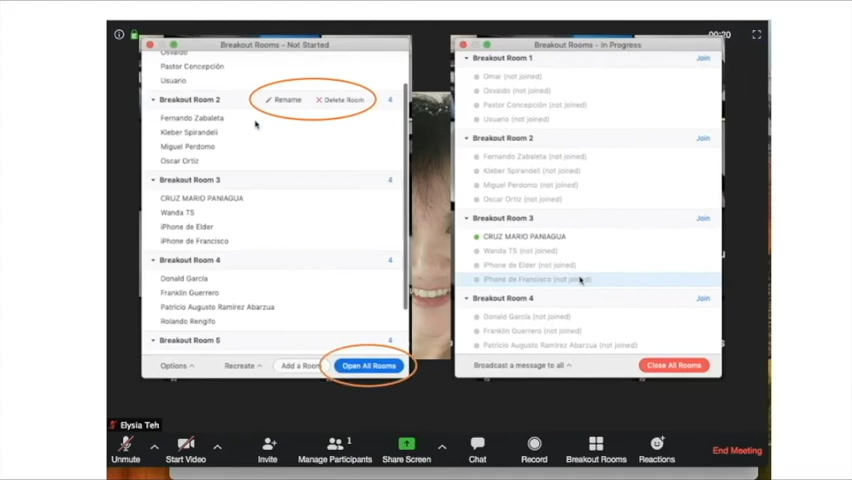 Breakout Rooms - Not Started
Osvaldo
Pastor Concepción
Usuario
Breakout Room 2
Rename
Delete Room
4
Fernando Zabaleta
Kleber Spirandeli
Miguel Perdomo
Oscar Ortiz
Breakout Room 3
4
CRUZ MARIO PANIAGUA
Wanda TS
iPhone de Elder
iPhone de Francisco
Breakout Room 4
4
Donald García
Franklin Guerrero
Patricio Augusto Ramirez Abarzua
Rolando Rengifo
Breakout Room 5
4
Options
Recreate
Add a Room
Open All Rooms
Breakout Rooms - In Progress
Breakout Room 1
Join
Omar (not joined)
Osvaldo (not joined)
Pastor Concepción (not joined)
Usuario (not joined)
Breakout Room 2
Join
Fernando Zabaleta (not joined)
Kleber Spirandeli (not joined)
Miguel Perdomo (not joined)
Oscar Ortiz (not joined)
Breakout Room 3
Join
CRUZ MARIO PANIAGUA
Wanda TS (not joined)
iPhone de Elder (not joined)
iPhone de Francisco (not joined)
Breakout Room 4
Join
Donald García (not joined)
Franklin Guerrero (not joined)
Patricio Augusto Ramirez Abarzua (not joined)
Broadcast a message to all
Close All Rooms
Elysia Teh
Unmute
Start Video
Invite
1
Manage Participants
Share Screen
Chat
Record
Breakout Rooms
Reactions
End Meeting